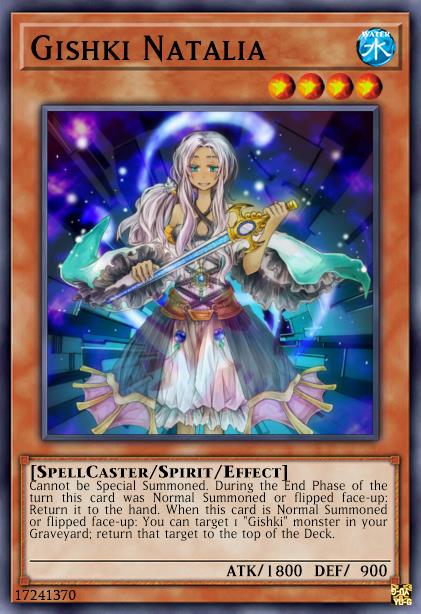 Gishki Natalia
WATER
水
[SpellCaster/Spirit/Effect]
Cannot be Special Summoned. During the End Phase of the
turn this card was Normal Summoned or flipped face-up:
Return it to the hand. When this card is Normal Summoned
or flipped face-up: You can target 1 "Gishki" monster in your
Graveyard; return that target to the top of the Deck.
ATK/1800 DEF/ 900
17241370